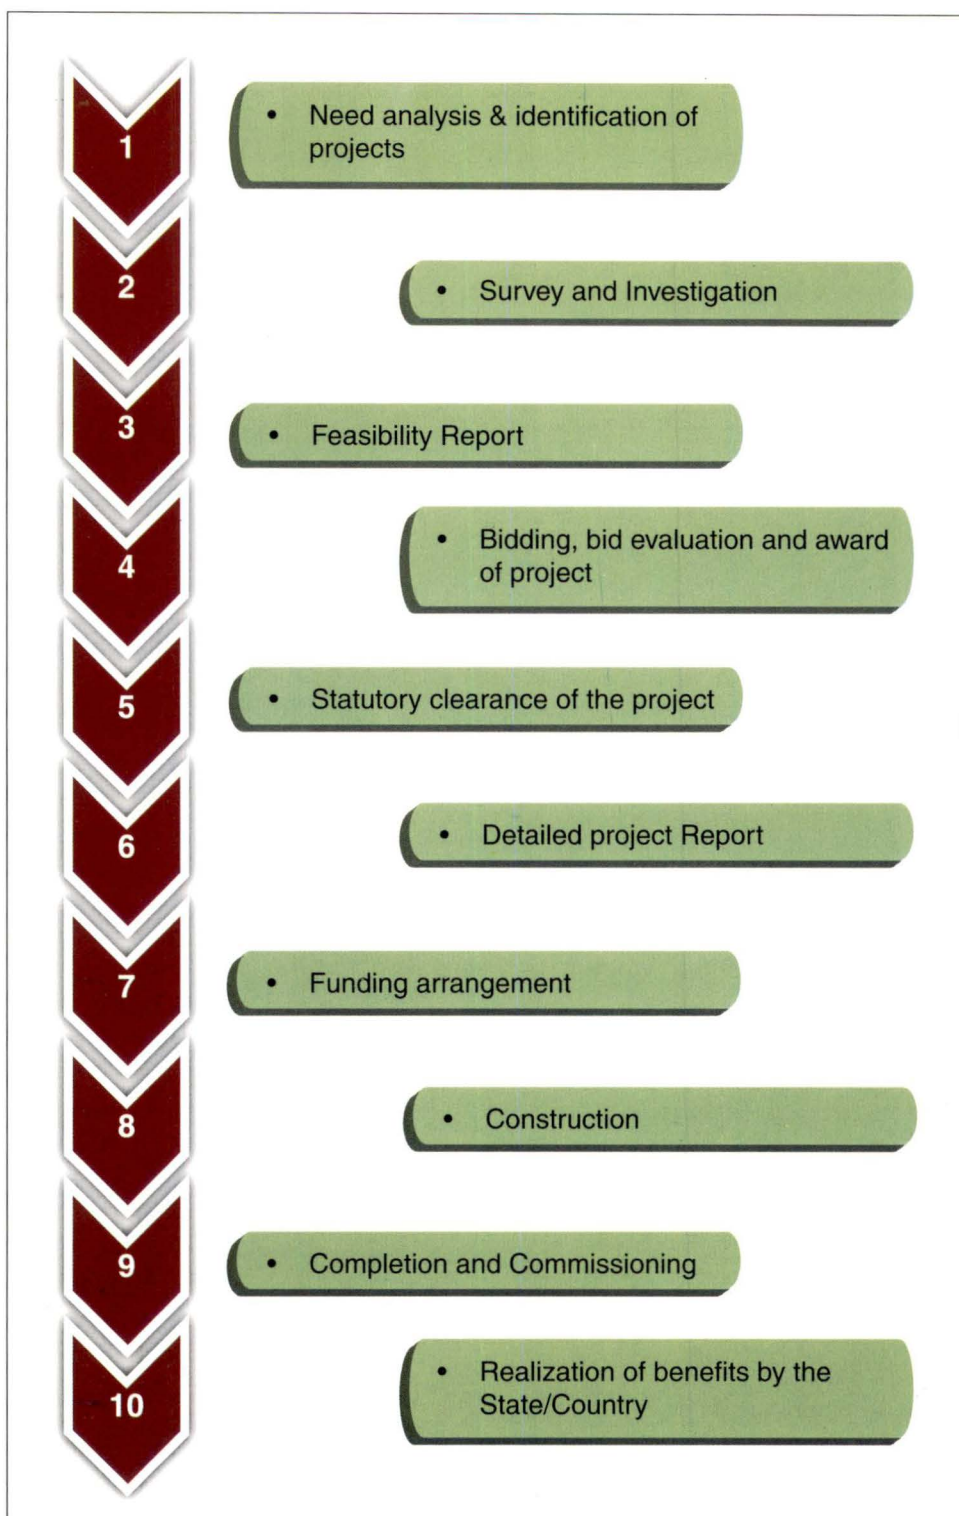 1
• Need analysis & identification of
projects
2
• Survey and Investigation
3
• Feasibility Report
4
• Bidding, bid evaluation and award
of project
5
• Statutory clearance of the project
6
• Detailed project Report
7
• Funding arrangement
8
• Construction
9
• Completion and Commissioning
10
• Realization of benefits by the
State/Country